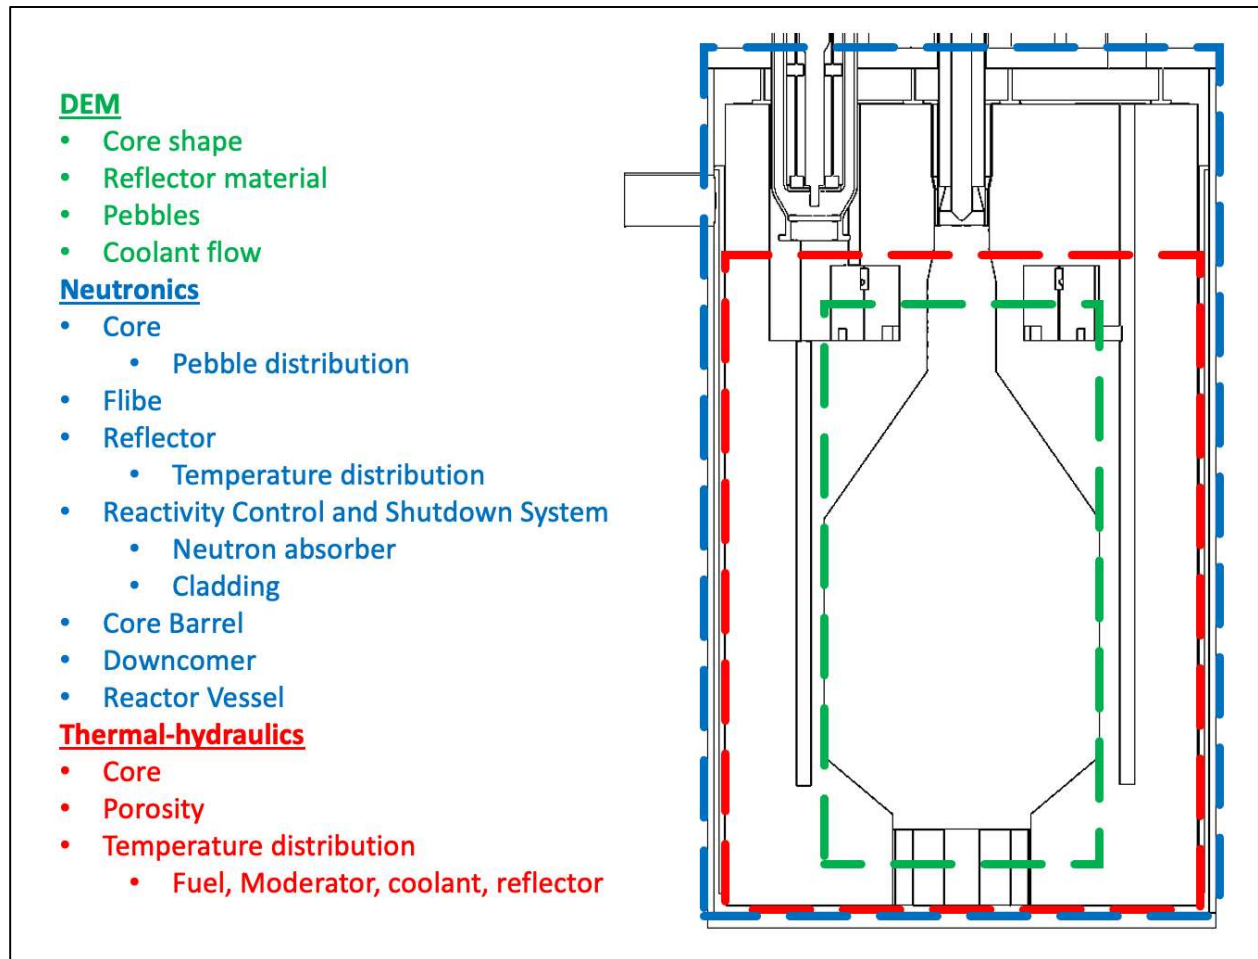 DEM
• Core shape
• Reflector material
• Pebbles
• Coolant flow
Neutronics
• Core
• Pebble distribution
• Flibe
• Reflector
• Temperature distribution
• Reactivity Control and Shutdown System
• Neutron absorber
• Cladding
• Core Barrel
• Downcomer
• Reactor Vessel
Thermal-hydraulics
• Core
• Porosity
• Temperature distribution
• Fuel, Moderator, coolant, reflector